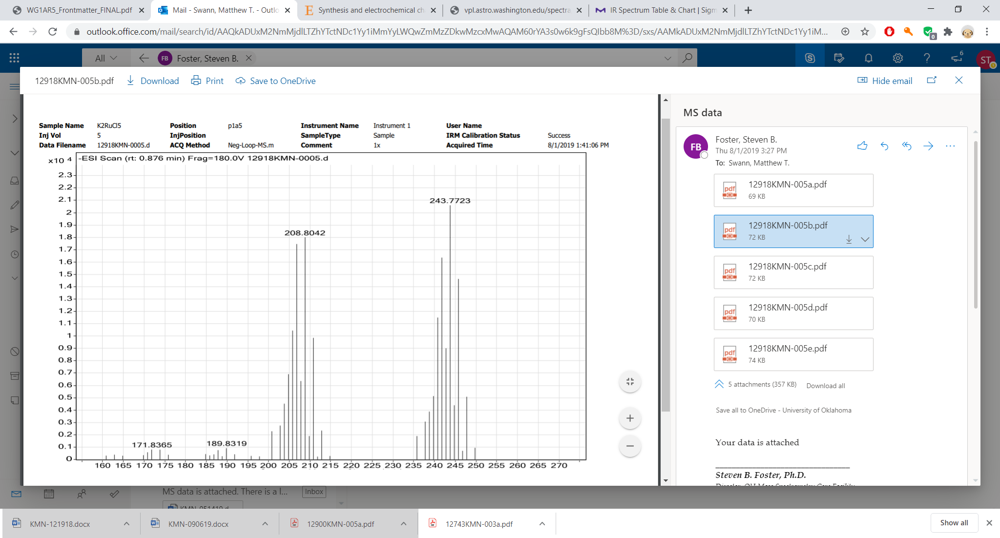 WG1AR5_Frontmatter_FINAL.pdf
Mail - Swann, Matthew T. - Outlo
Synthesis and electrochemical ch
vpl.astro.washington.edu/spectra
IR Spectrum Table & Chart | Sigm
outlook.office.com/mail/search/id/AAQkADUxM2NmMjdlLTZhYTctNDc1Yy1iMmYyLWQwZmMzZDkwMzcxMwAQAM60rYA3s0w6k9gFsQIbb8M%3D/sxs/AAMkADUxM2NmMjdlLTZhYTctNDc1Yy1iM...
0
All
FB
Foster, Steven B.
6
ST
12918KMN-005b.pdf
Download
Print
Save to OneDrive
Hide email
Sample Name K2RuCl5 Position p1a5 Instrument Name Instrument 1 User Name
Inj Vol 5 InjPosition SampleType Sample IRM Calibration Status Success
Data Filename 12918KMN-0005.d ACQ Method Neg-Loop-MS.m Comment 1x Acquired Time 8/1/2019 1:41:06 PM
x10 4
-ESI Scan (rt: 0.876 min) Frag=180.0V 12918KMN-0005.d
2.3
2.2
2.1
2
1.9
1.8
1.7
1.6
1.5
1.4
1.3
1.2
1.1
1
0.9
0.8
0.7
0.6
0.5
0.4
0.3
0.2
0.1
0
243.7723
208.8042
171.8365
189.8319
160 165 170 175 180 185 190 195 200 205 210 215 220 225 230 235 240 245 250 255 260 265 270
MS data
FB
Foster, Steven B.
Thu 8/1/2019 3:27 PM
To: Swann, Matthew T.
pdf
12918KMN-005a.pdf
69 KB
pdf
12918KMN-005b.pdf
72 KB
pdf
12918KMN-005c.pdf
72 KB
pdf
12918KMN-005d.pdf
70 KB
pdf
12918KMN-005e.pdf
74 KB
5 attachments (357 KB)
Download all
Save all to OneDrive - University of Oklahoma
Your data is attached
Steven B. Foster, Ph.D.
MS data is attached. There is a l...
Inbox
KMN-121918.docx
KMN-090619.docx
12900KMN-005a.pdf
12743KMN-003a.pdf
Show all